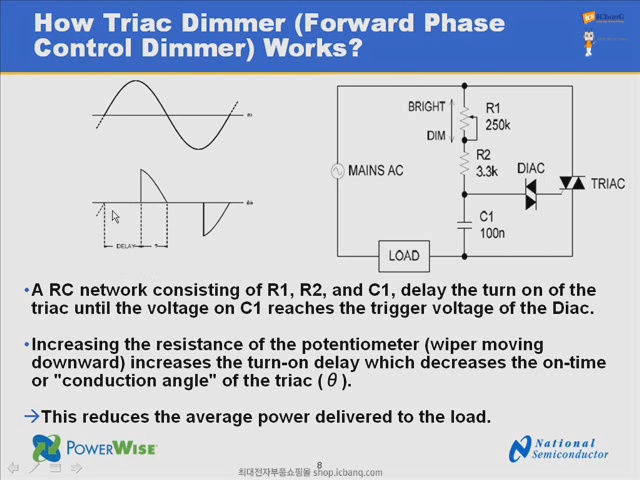 How Triac Dimmer (Forward Phase
Control Dimmer) Works?
ICbanQ
DELAY
BRIGHT
DIM
R1
250k
R2
3.3k
MAINS AC
DIAC
TRIAC
C1
100n
LOAD
•A RC network consisting of R1, R2, and C1, delay the turn on of the
triac until the voltage on C1 reaches the trigger voltage of the Diac.
•Increasing the resistance of the potentiometer (wiper moving
downward) increases the turn-on delay which decreases the on-time
or "conduction angle" of the triac (θ).
→This reduces the average power delivered to the load.
POWERWISE®
National
Semiconductor
8
최대전자부품쇼핑몰 shop.icbanq.com